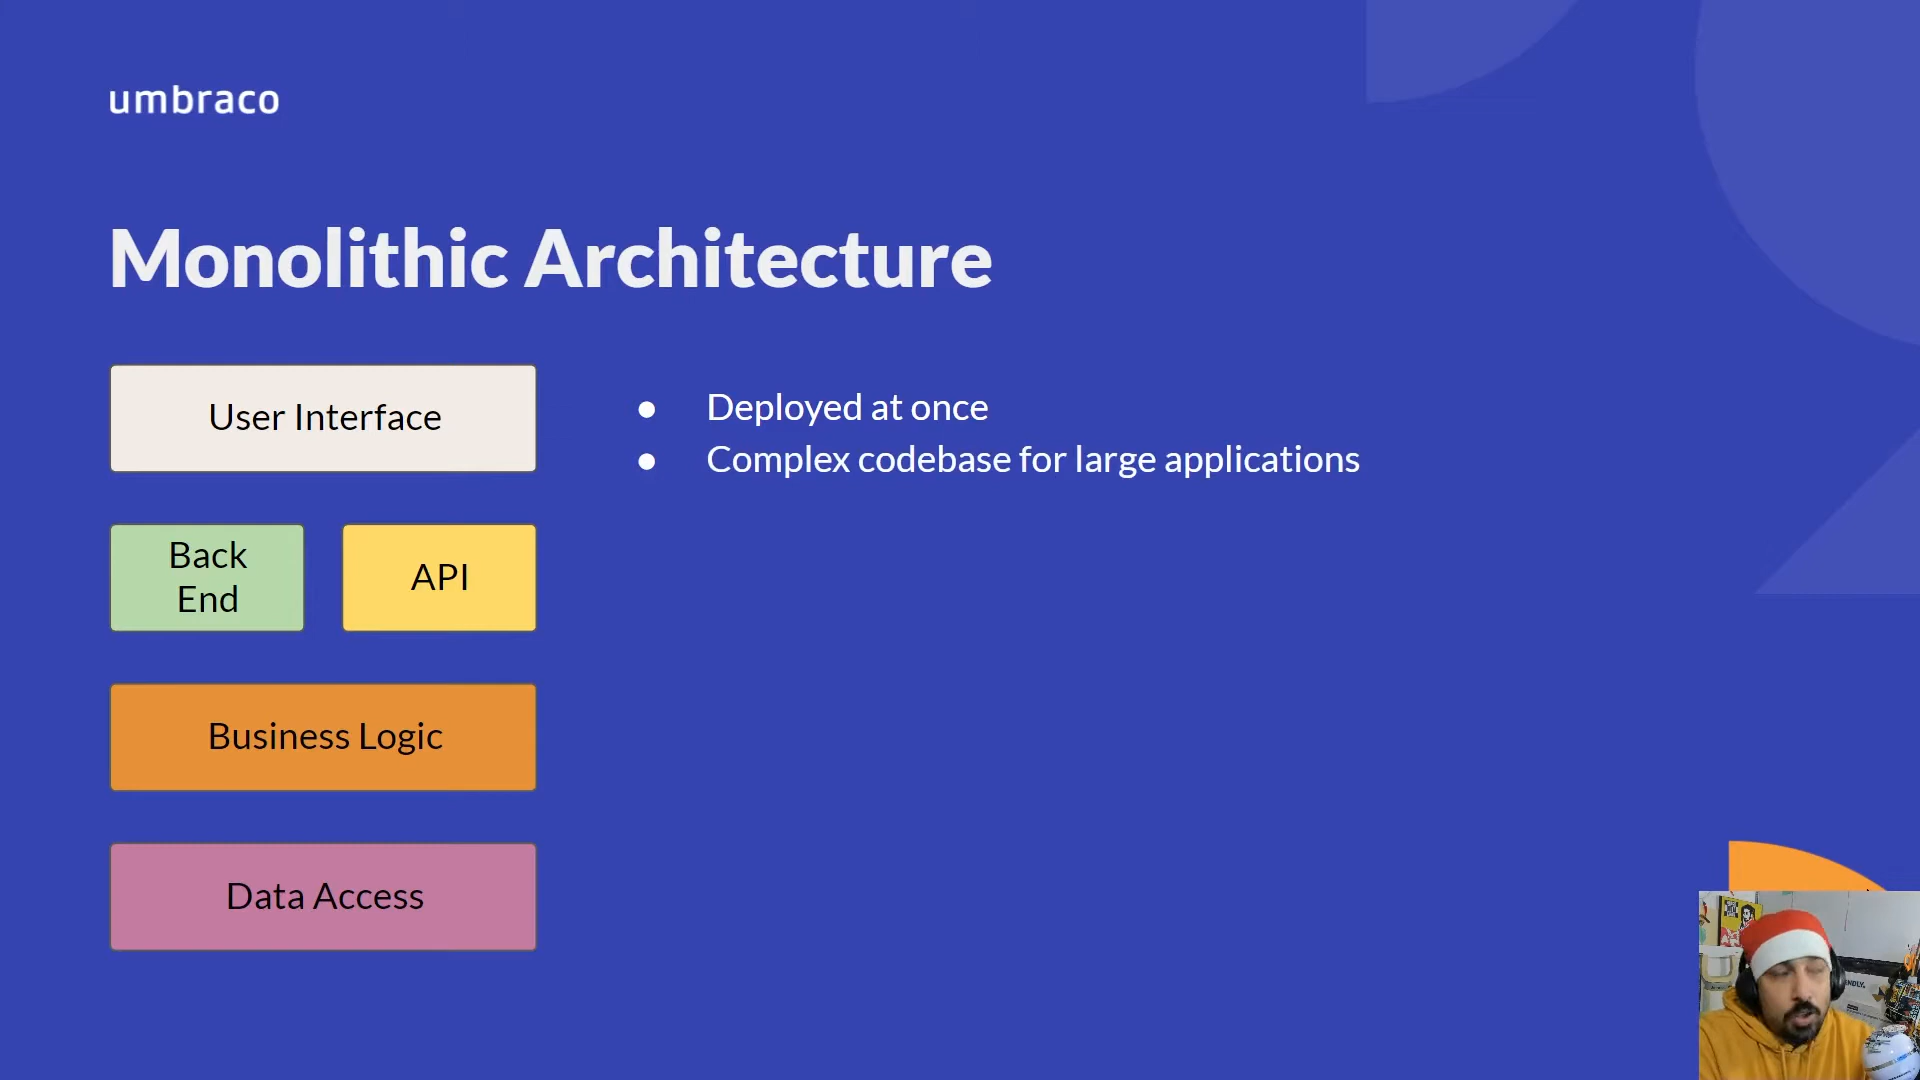 umbraco
Monolithic Architecture
User Interface
Back
End
API
Business Logic
Data Access
Deployed at once
Complex codebase for large applications